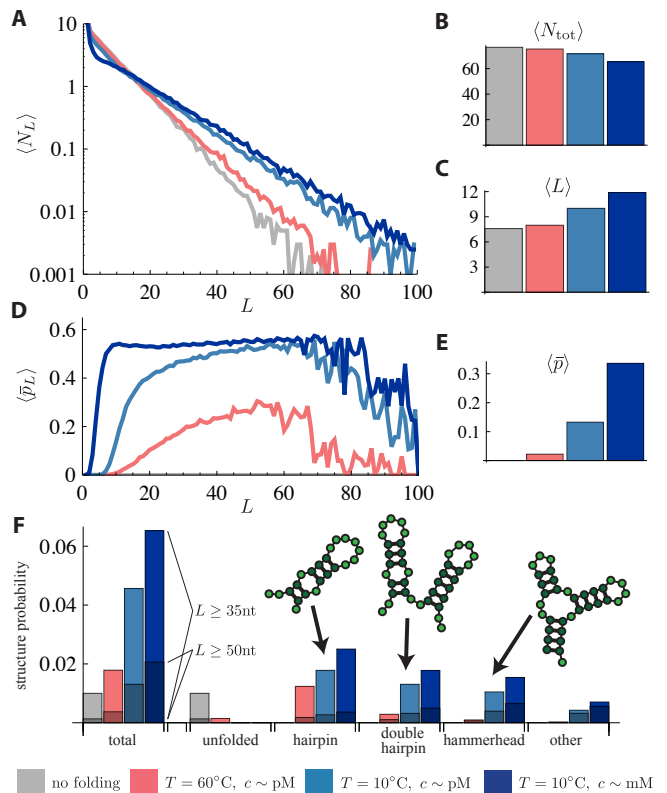 A
10
1
0.1
0.01
0.001
⟨N_L⟩
0
20
40
60
80
100
L
B
⟨N_tot⟩
60
40
20
0
C
⟨L⟩
12
9
6
3
D
0.6
0.4
0.2
0
⟨p̄_L⟩
0
20
40
60
80
100
L
E
⟨p̄⟩
0.3
0.2
0.1
F
0.06
0.04
0.02
structure probability
L ≥ 35nt
L ≥ 50nt
total
unfolded
hairpin
double
hairpin
hammerhead
other
no folding
T = 60°C, c ∼ pM
T = 10°C, c ∼ pM
T = 10°C, c ∼ mM